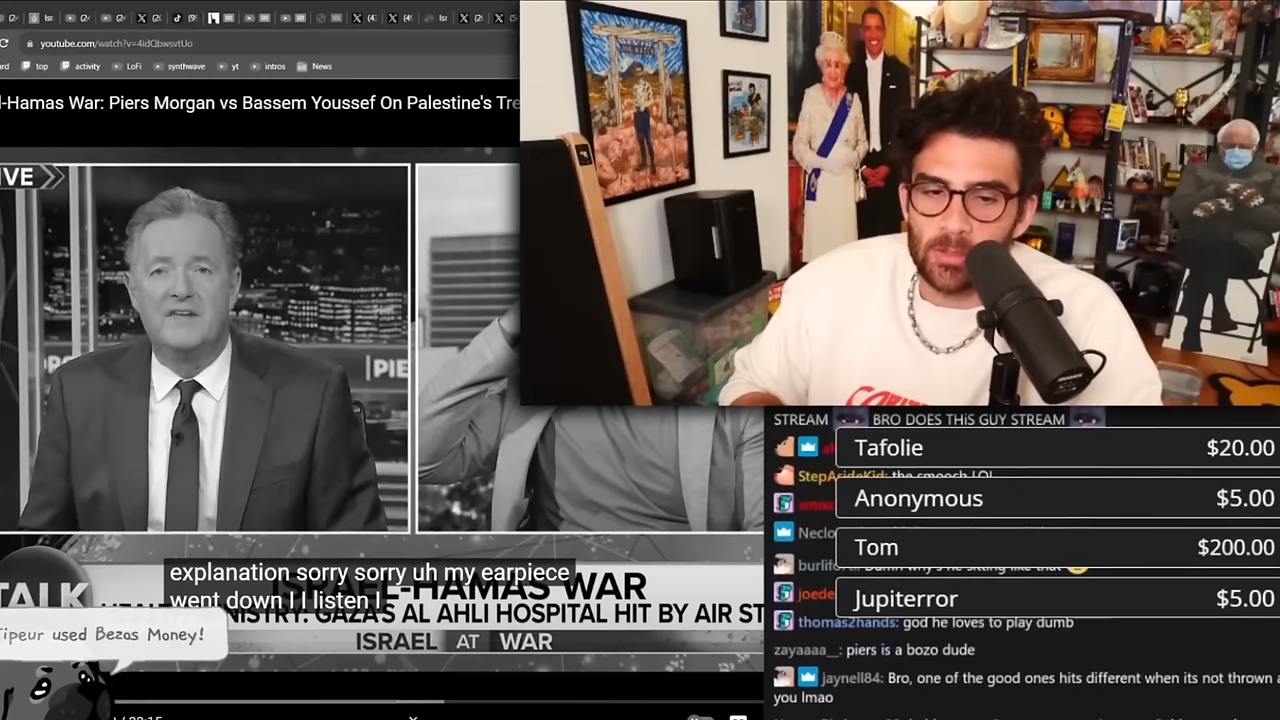 youtube.com/watch?v=4idQbwsvtUo
top activity LoFi synthwave yt intros News
l-Hamas War: Piers Morgan vs Bassem Youssef On Palestine's Tre
VE
PIE
explanation sorry sorry uh my earpiece
went down I I listen
L-HAMAS WAR
NISTRY: GAZA'S AL AHLI HOSPITAL HIT BY AIR ST
ISRAEL AT WAR
TALK
Tipeur used Bezos Money!
STREAM BRO DOES THiS GUY STREAM
Tafolie $20.00
StepAsideKid: the smooch LOL
Anonymous $5.00
Neclo
Tom $200.00
burlifo
joede
Jupiterror $5.00
thomas2hands: god he loves to play dumb
zayaaaa_: piers is a bozo dude
jaynell84: Bro, one of the good ones hits different when its not thrown a
you lmao